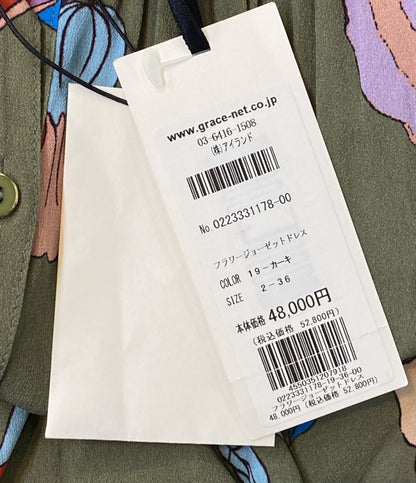 www.grace-net.co.jp
03-6416-1508
(株)アイランド
No. 0223331178-00
フラワージョーゼットドレス
COLOR 19-カーキ
SIZE 2-36
本体価格 48,000円
(税込価格 52,800円)
4550391207918
0223331178-19-36-00
フラワージョーゼットドレス
48,000円 (税込価格 52,800円)